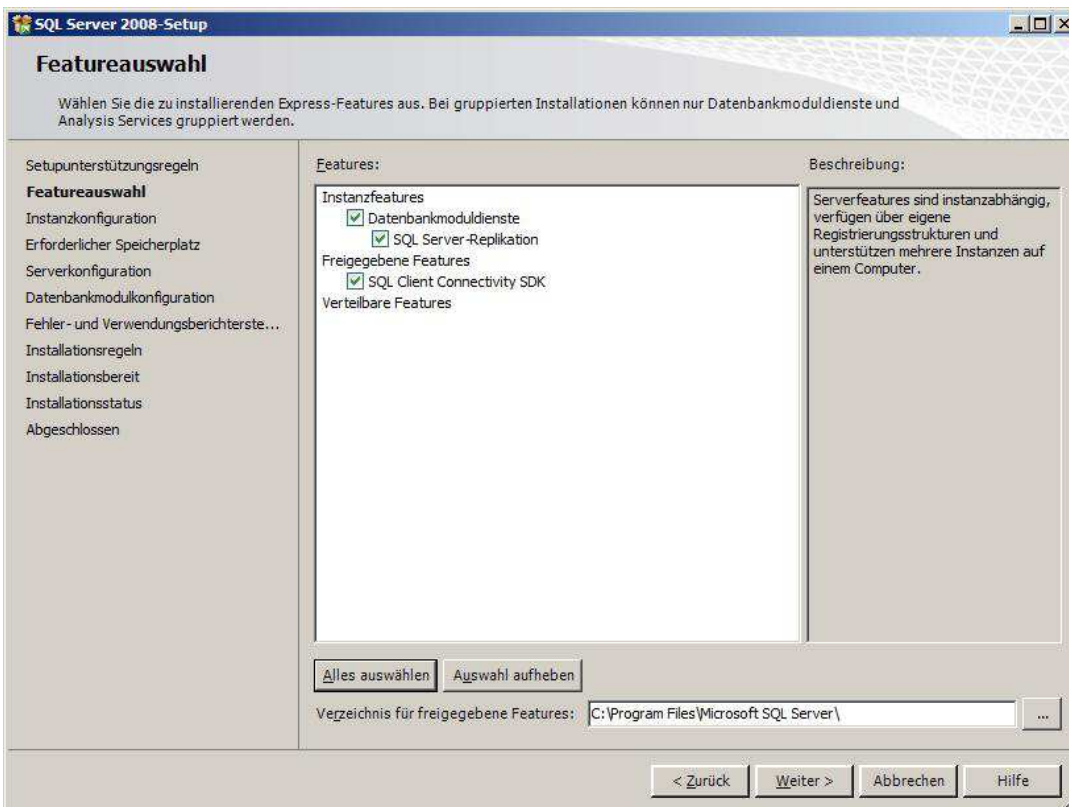 SQL Server 2008-Setup
Featureauswahl
Wählen Sie die zu installierenden Express-Features aus. Bei gruppierten Installationen können nur Datenbankmoduldienste und
Analysis Services gruppiert werden.
Setupunterstützungsregeln
Featureauswahl
Instanzkonfiguration
Erforderlicher Speicherplatz
Serverkonfiguration
Datenbankmodulkonfiguration
Fehler- und Verwendungsberichterste...
Installationsregeln
Installationsbereit
Installationsstatus
Abgeschlossen
Features:
Instanzfeatures
Datenbankmoduldienste
SQL Server-Replikation
Freigegebene Features
SQL Client Connectivity SDK
Verteilbare Features
Beschreibung:
Serverfeatures sind instanzabhängig,
verfügen über eigene
Registrierungsstrukturen und
unterstützen mehrere Instanzen auf
einem Computer.
Alles auswählen
Auswahl aufheben
Verzeichnis für freigegebene Features:
C:\Program Files\Microsoft SQL Server\
...
< Zurück
Weiter >
Abbrechen
Hilfe